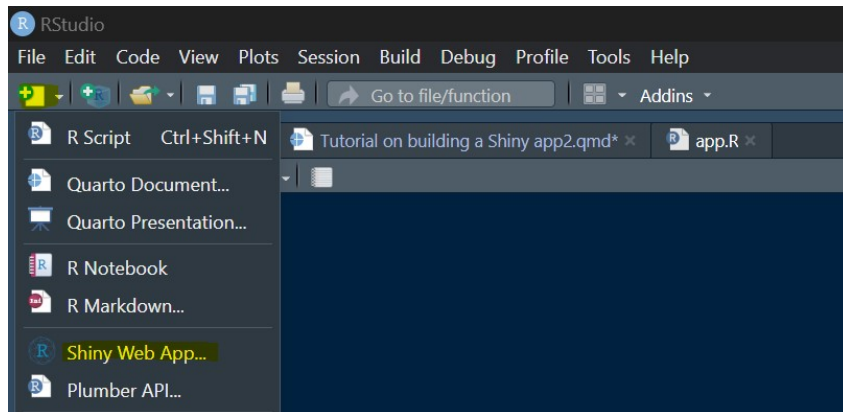 R RStudio
File Edit Code View Plots Session Build Debug Profile Tools Help
Go to file/function Addins
R Script Ctrl+Shift+N
Tutorial on building a Shiny app2.qmd* × app.R ×
Quarto Document...
Quarto Presentation...
R Notebook
R Markdown...
R Shiny Web App...
Plumber API...